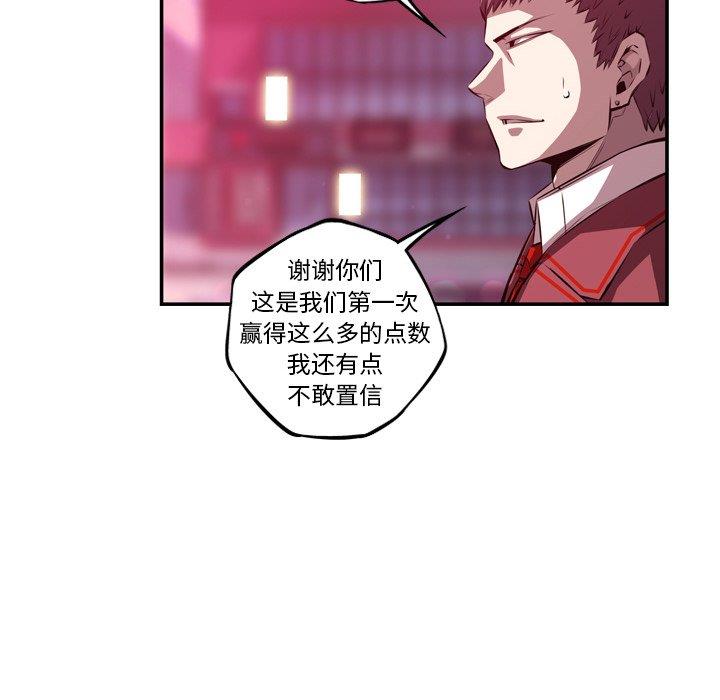 谢谢你们
这是我们第一次
赢得这么多的点数
我还有点
不敢置信